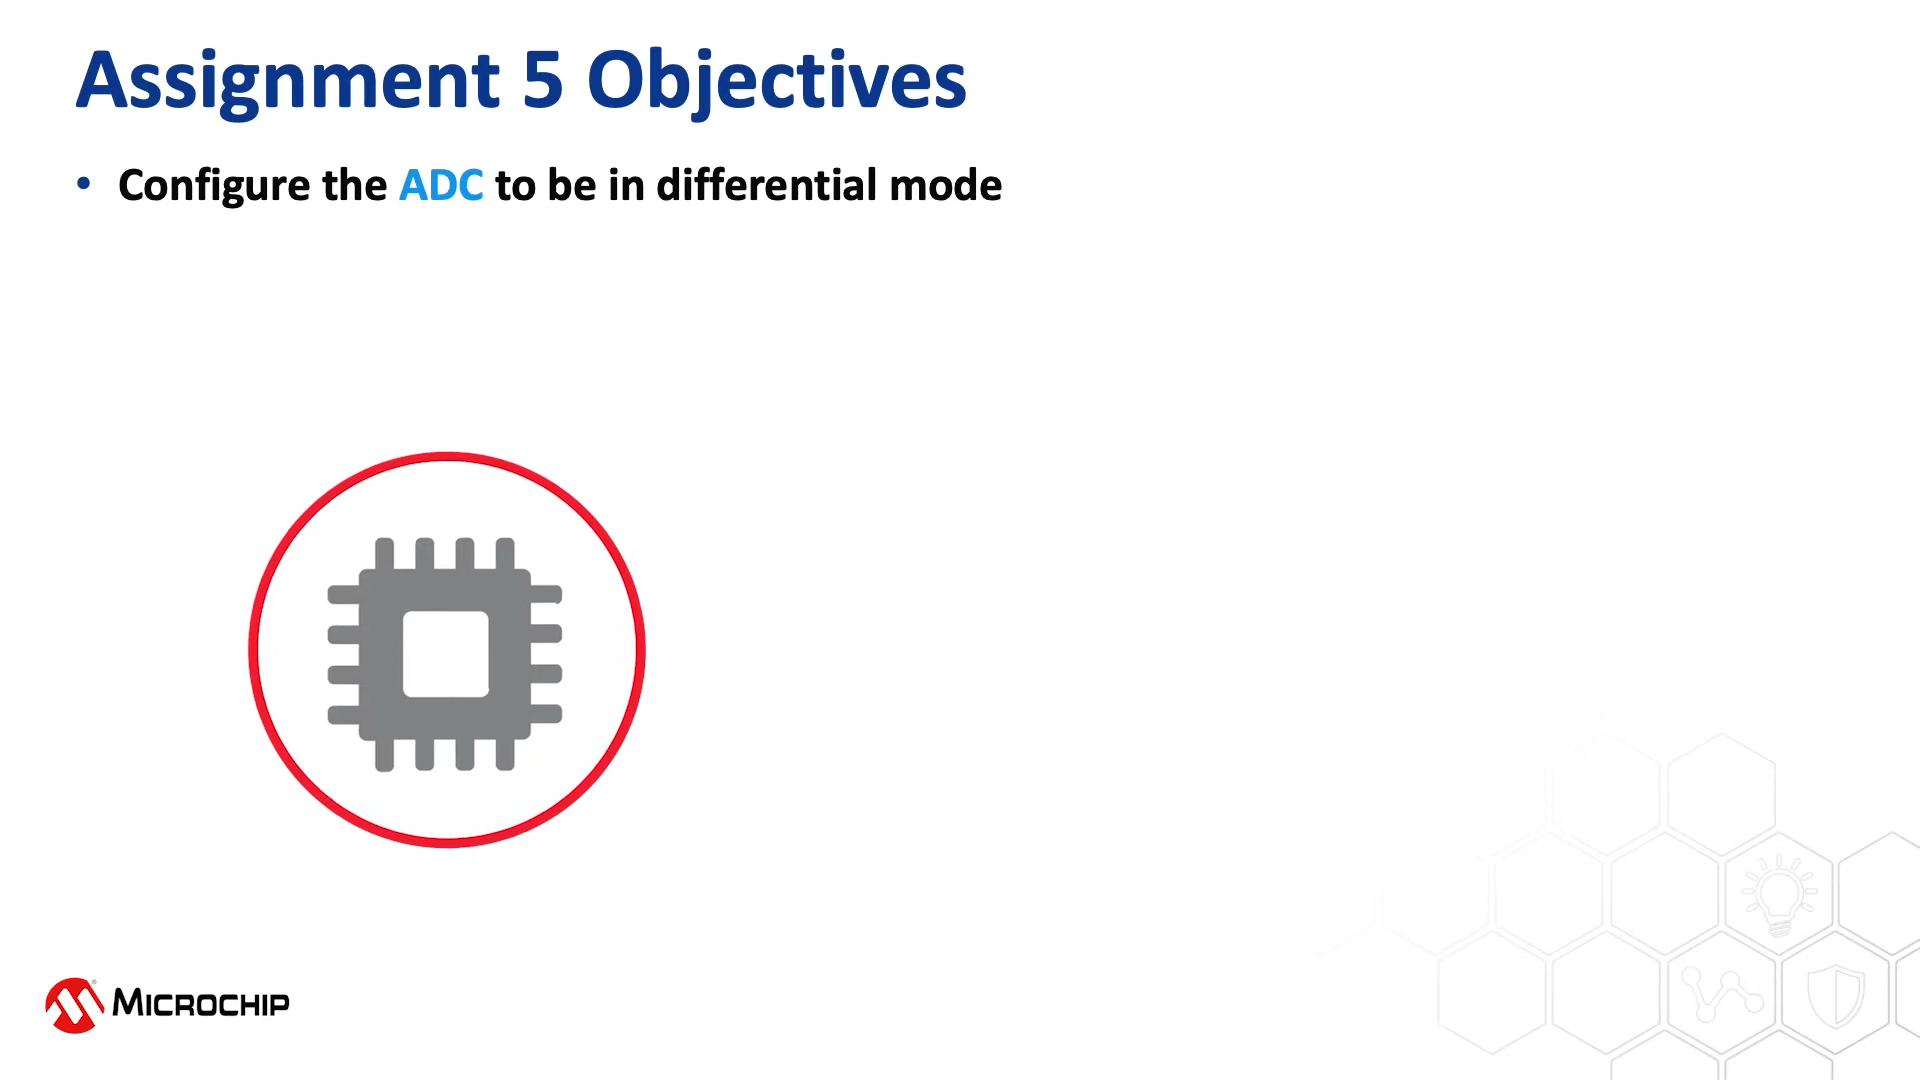 Assignment 5 Objectives
• Configure the ADC to be in differential mode
MICROCHIP